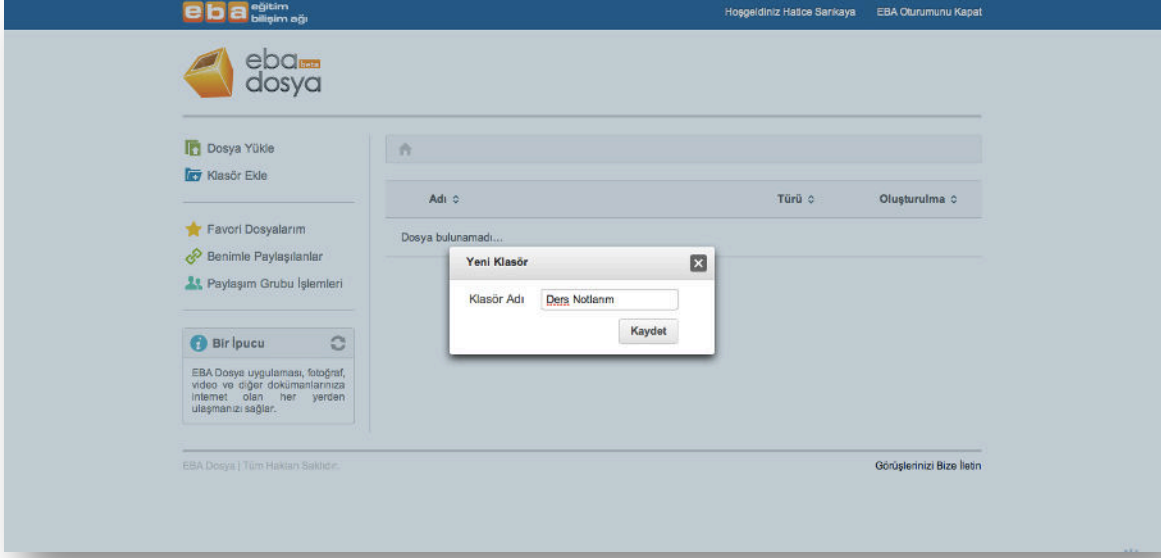 eba eğitim
bilişim ağı
Hoşgeldiniz Hatice Sarıkaya EBA Oturumunu Kapat
eba beta
dosya
Dosya Yükle
Klasör Ekle
Adı Türü Oluşturulma
Favori Dosyalarım
Dosya bulunamadı...
Benimle Paylaşılanlar
Paylaşım Grubu İşlemleri
Yeni Klasör
Klasör Adı Ders Notlarım
Kaydet
Bir İpucu
EBA Dosya uygulaması, fotoğraf,
video ve diğer dokümanlarınıza
internet olan her yerden
ulaşmanızı sağlar.
EBA Dosya | Tüm Hakları Saklıdır.
Görüşlerinizi Bize İletin